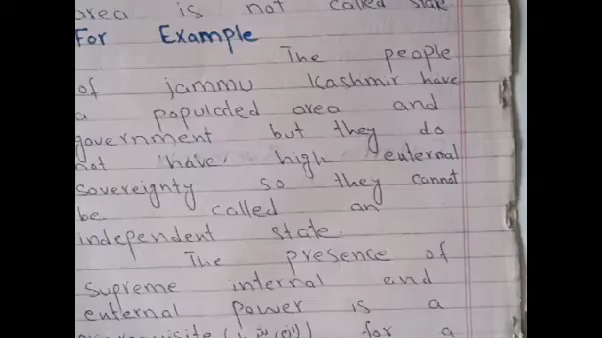 area is not called state
For Example
The people
of jammu Kashmir have
a populated area and
government but they do
not have high euternal
sovereignty so they cannot
be called an
independent state.
The presence of
supreme internal and
euternal power is a
for a